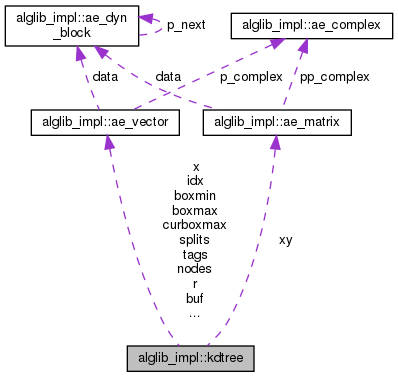 alglib_impl::ae_dyn
_block
p_next
alglib_impl::ae_complex
data
data
p_complex
pp_complex
alglib_impl::ae_vector
alglib_impl::ae_matrix
x
idx
boxmin
boxmax
curboxmax
splits
tags
nodes
r
buf
...
xy
alglib_impl::kdtree